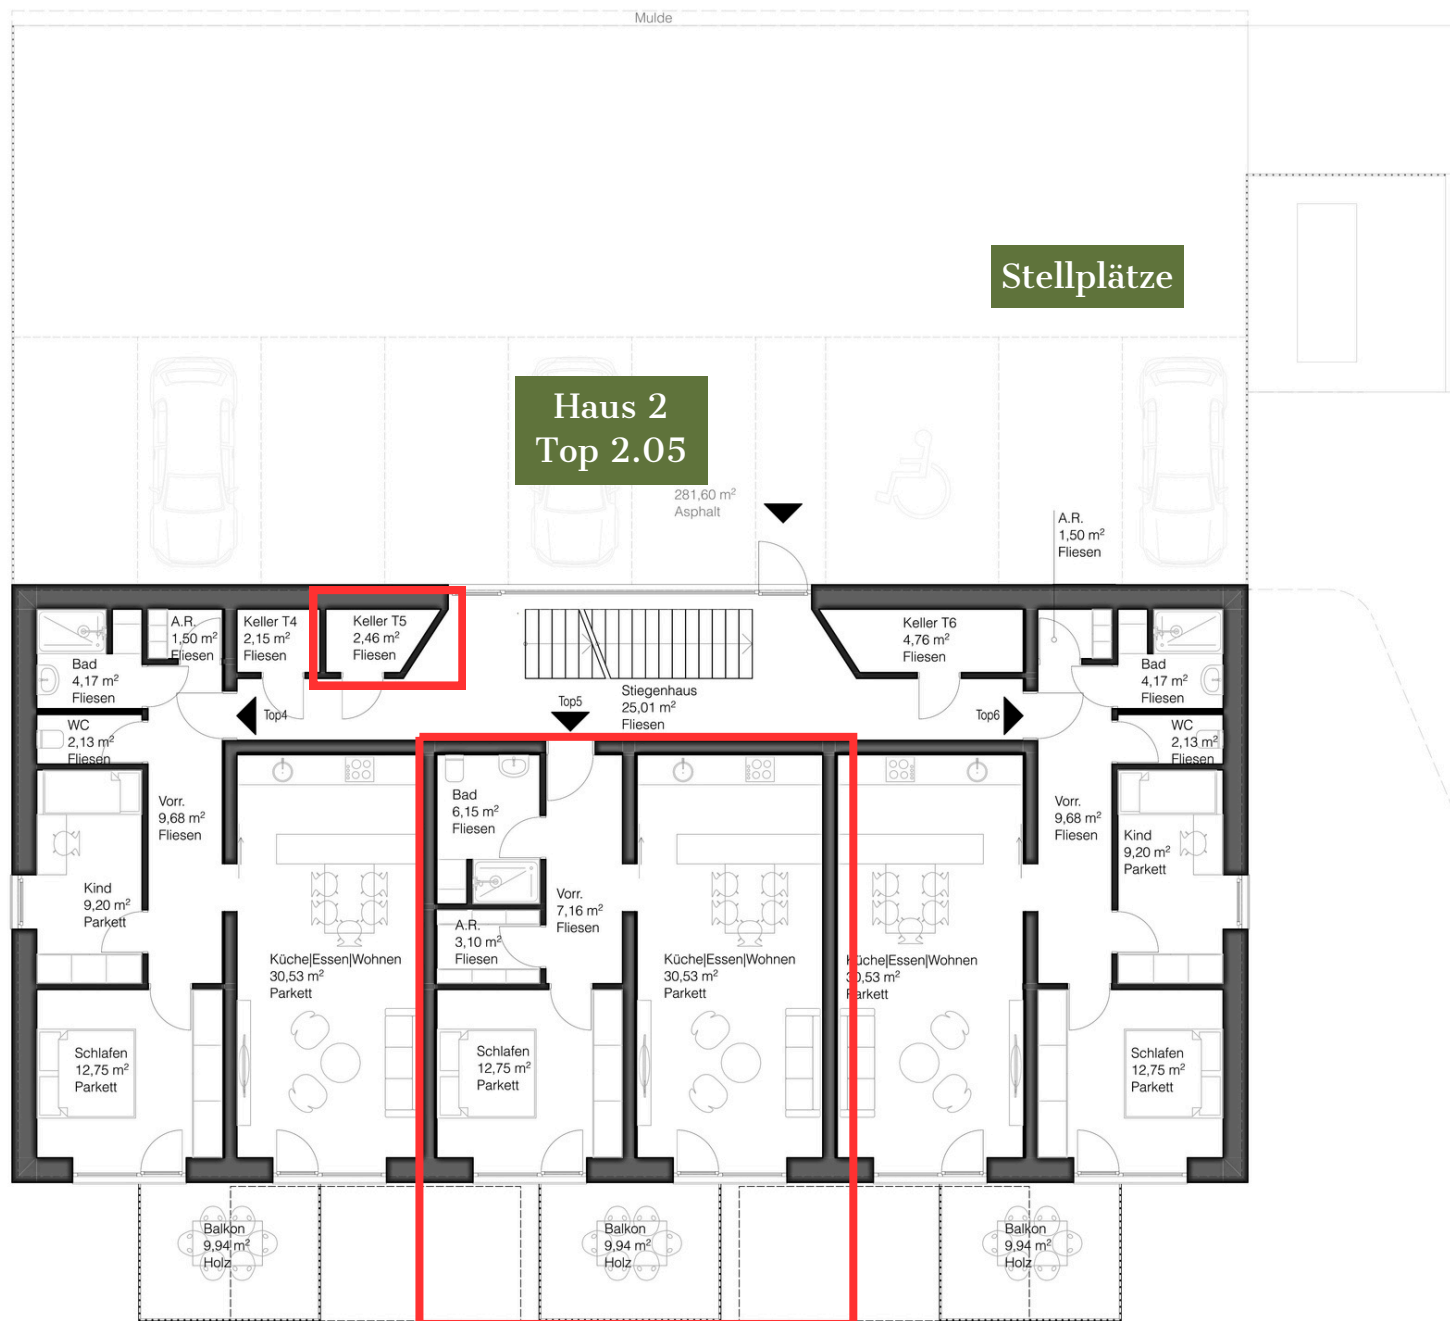 Mulde
Stellplätze
Haus 2
Top 2.05
281,60 m²
Asphalt
A.R.
1,50 m²
Fliesen
A.R.
1,50 m²
Fliesen
Keller T4
2,15 m²
Fliesen
Keller T5
2,46 m²
Fliesen
Keller T6
4,76 m²
Fliesen
Bad
4,17 m²
Fliesen
Bad
4,17 m²
Fliesen
Stiegenhaus
25,01 m²
Fliesen
Top4
Top5
Top6
WC
2,13 m²
Fliesen
WC
2,13 m²
Fliesen
Vorr.
9,68 m²
Fliesen
Bad
6,15 m²
Fliesen
Vorr.
9,68 m²
Fliesen
Kind
9,20 m²
Parkett
Kind
9,20 m²
Parkett
Vorr.
7,16 m²
Fliesen
A.R.
3,10 m²
Fliesen
Küche|Essen|Wohnen
30,53 m²
Parkett
Küche|Essen|Wohnen
30,53 m²
Parkett
Küche|Essen|Wohnen
30,53 m²
Parkett
Schlafen
12,75 m²
Parkett
Schlafen
12,75 m²
Parkett
Schlafen
12,75 m²
Parkett
Balkon
9,94 m²
Holz
Balkon
9,94 m²
Holz
Balkon
9,94 m²
Holz